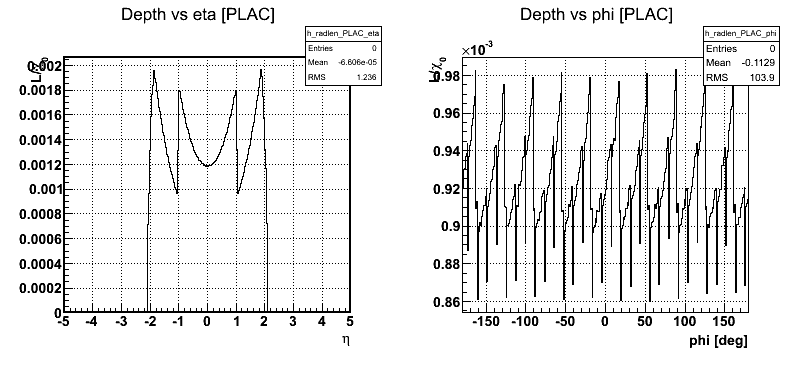 Depth vs eta [PLAC]
h_radlen_PLAC_eta
Entries 0
Mean -6.606e-05
RMS 1.236
L/χ0
0.002
0.0018
0.0016
0.0014
0.0012
0.001
0.0008
0.0006
0.0004
0.0002
0
-5 -4 -3 -2 -1 0 1 2 3 4 5
η
Depth vs phi [PLAC]
h_radlen_PLAC_phi
Entries 0
Mean -0.1129
RMS 103.9
×10-3
L/χ0
0.98
0.96
0.94
0.92
0.9
0.88
0.86
-150 -100 -50 0 50 100 150
phi [deg]